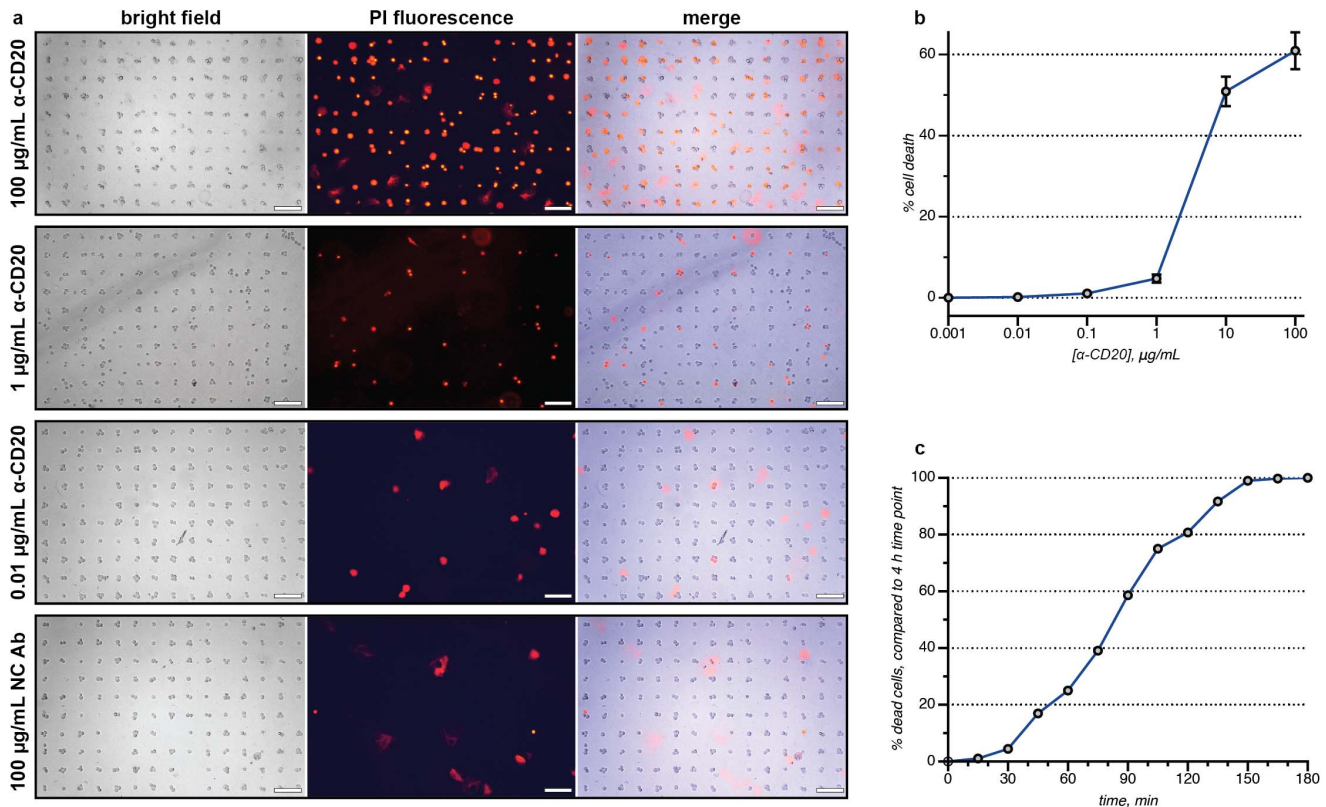 a
bright field
PI fluorescence
merge
100 µg/mL α-CD20
1 µg/mL α-CD20
0.01 µg/mL α-CD20
100 µg/mL NC Ab
b
% cell death
60
40
20
0
0.001 0.01 0.1 1 10 100
[α-CD20], µg/mL
c
% dead cells, compared to 4 h time point
100
80
60
40
20
0
0 30 60 90 120 150 180
time, min